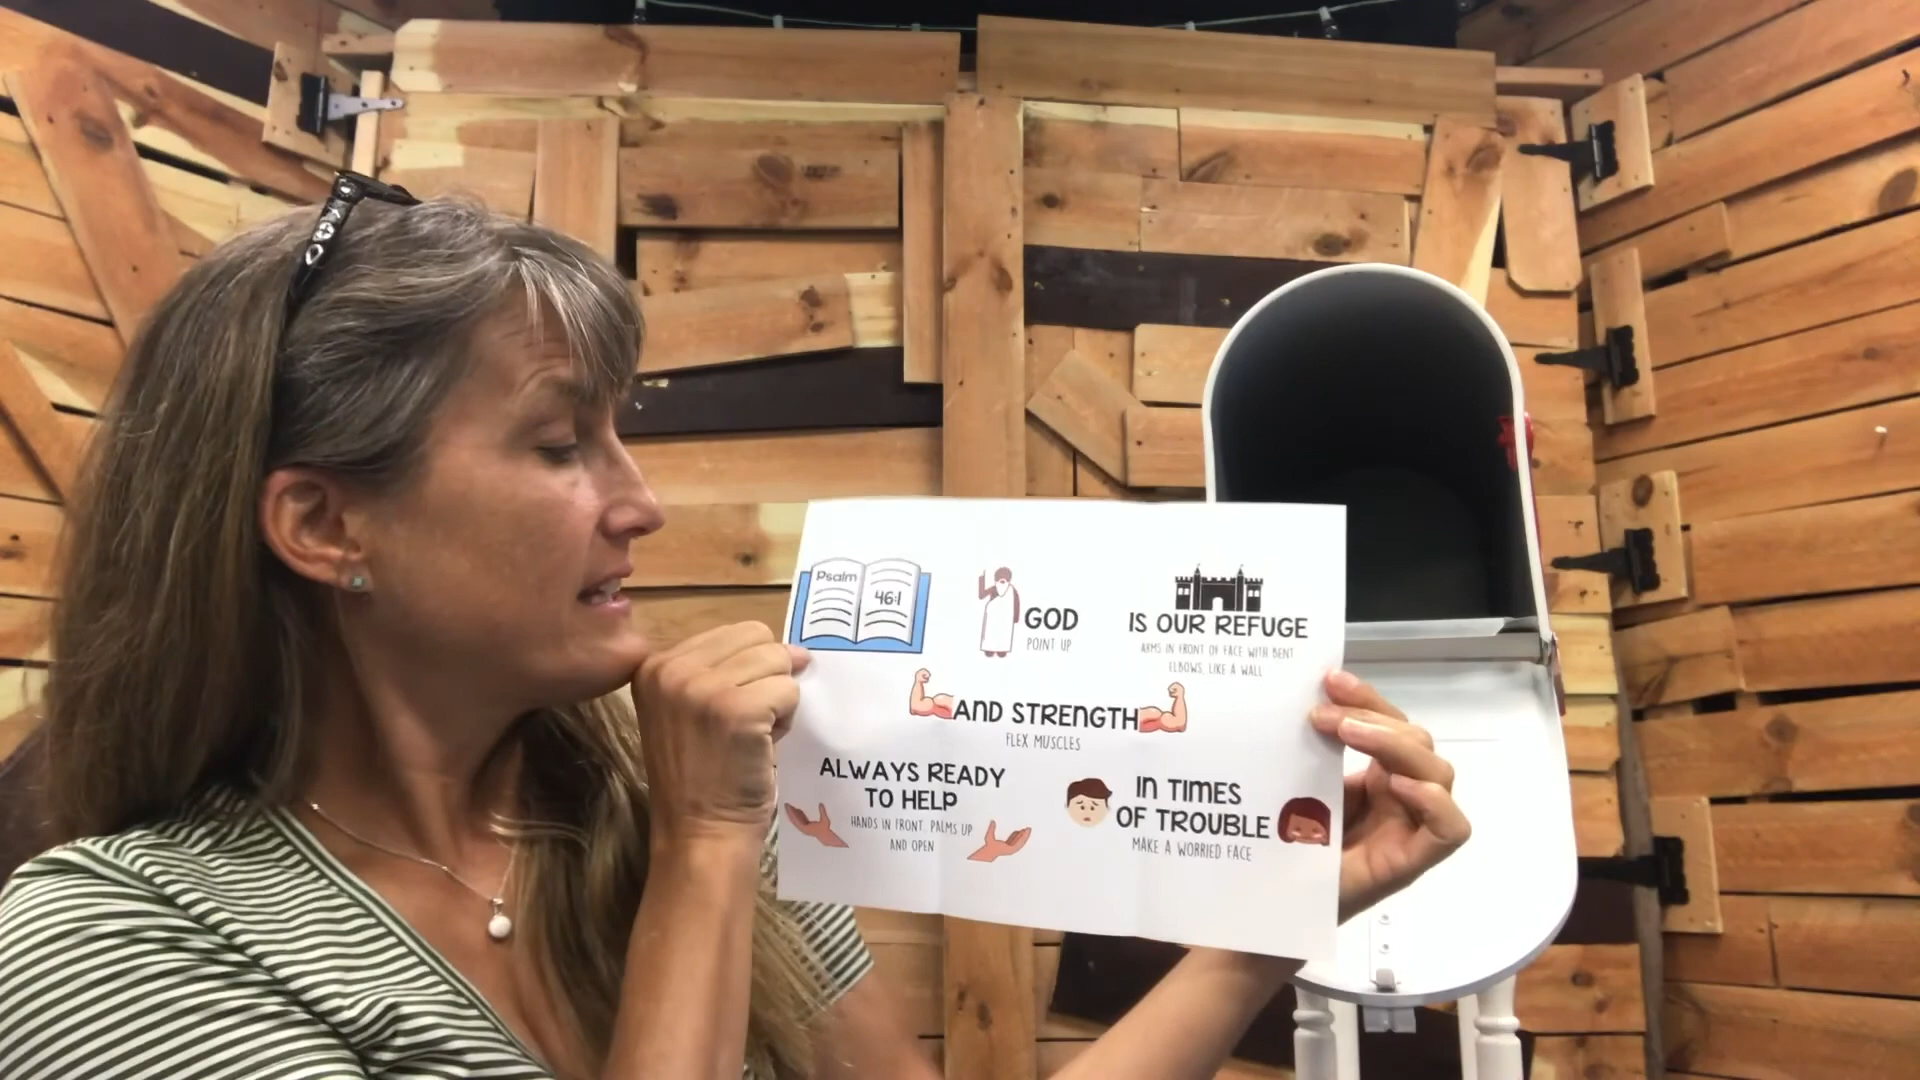 Psalm
46:1
GOD
POINT UP
IS OUR REFUGE
ARMS IN FRONT OF FACE WITH BENT
ELBOWS, LIKE A WALL
AND STRENGTH
FLEX MUSCLES
ALWAYS READY
TO HELP
HANDS IN FRONT, PALMS UP
AND OPEN
IN TIMES
OF TROUBLE
MAKE A WORRIED FACE